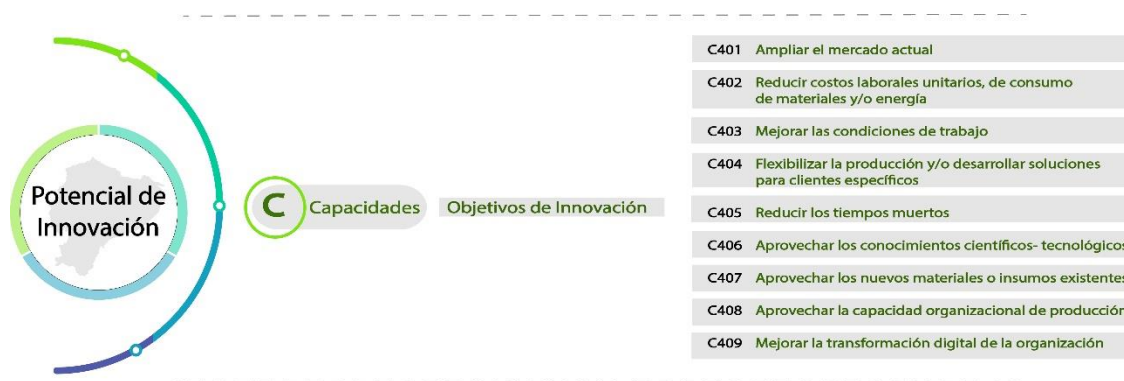 Potencial de
Innovación
C
Capacidades
Objetivos de Innovación
C401 Ampliar el mercado actual
C402 Reducir costos laborales unitarios, de consumo
de materiales y/o energía
C403 Mejorar las condiciones de trabajo
C404 Flexibilizar la producción y/o desarrollar soluciones
para clientes específicos
C405 Reducir los tiempos muertos
C406 Aprovechar los conocimientos científicos- tecnológicos
C407 Aprovechar los nuevos materiales o insumos existentes
C408 Aprovechar la capacidad organizacional de producción
C409 Mejorar la transformación digital de la organización